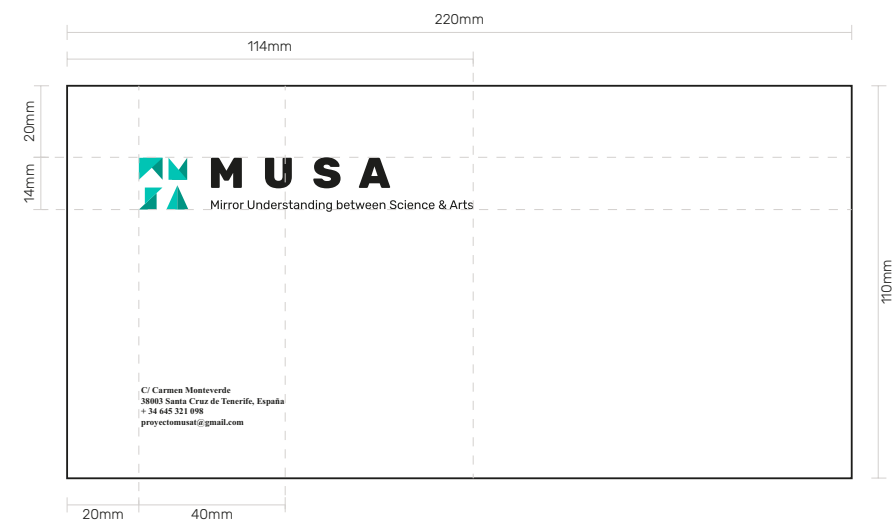 220mm
114mm
20mm
14mm
MUSA
Mirror Understanding between Science & Arts
110mm
C/ Carmen Monteverde
38003 Santa Cruz de Tenerife, España
+ 34 645 321 098
proyectomusat@gmail.com
20mm
40mm